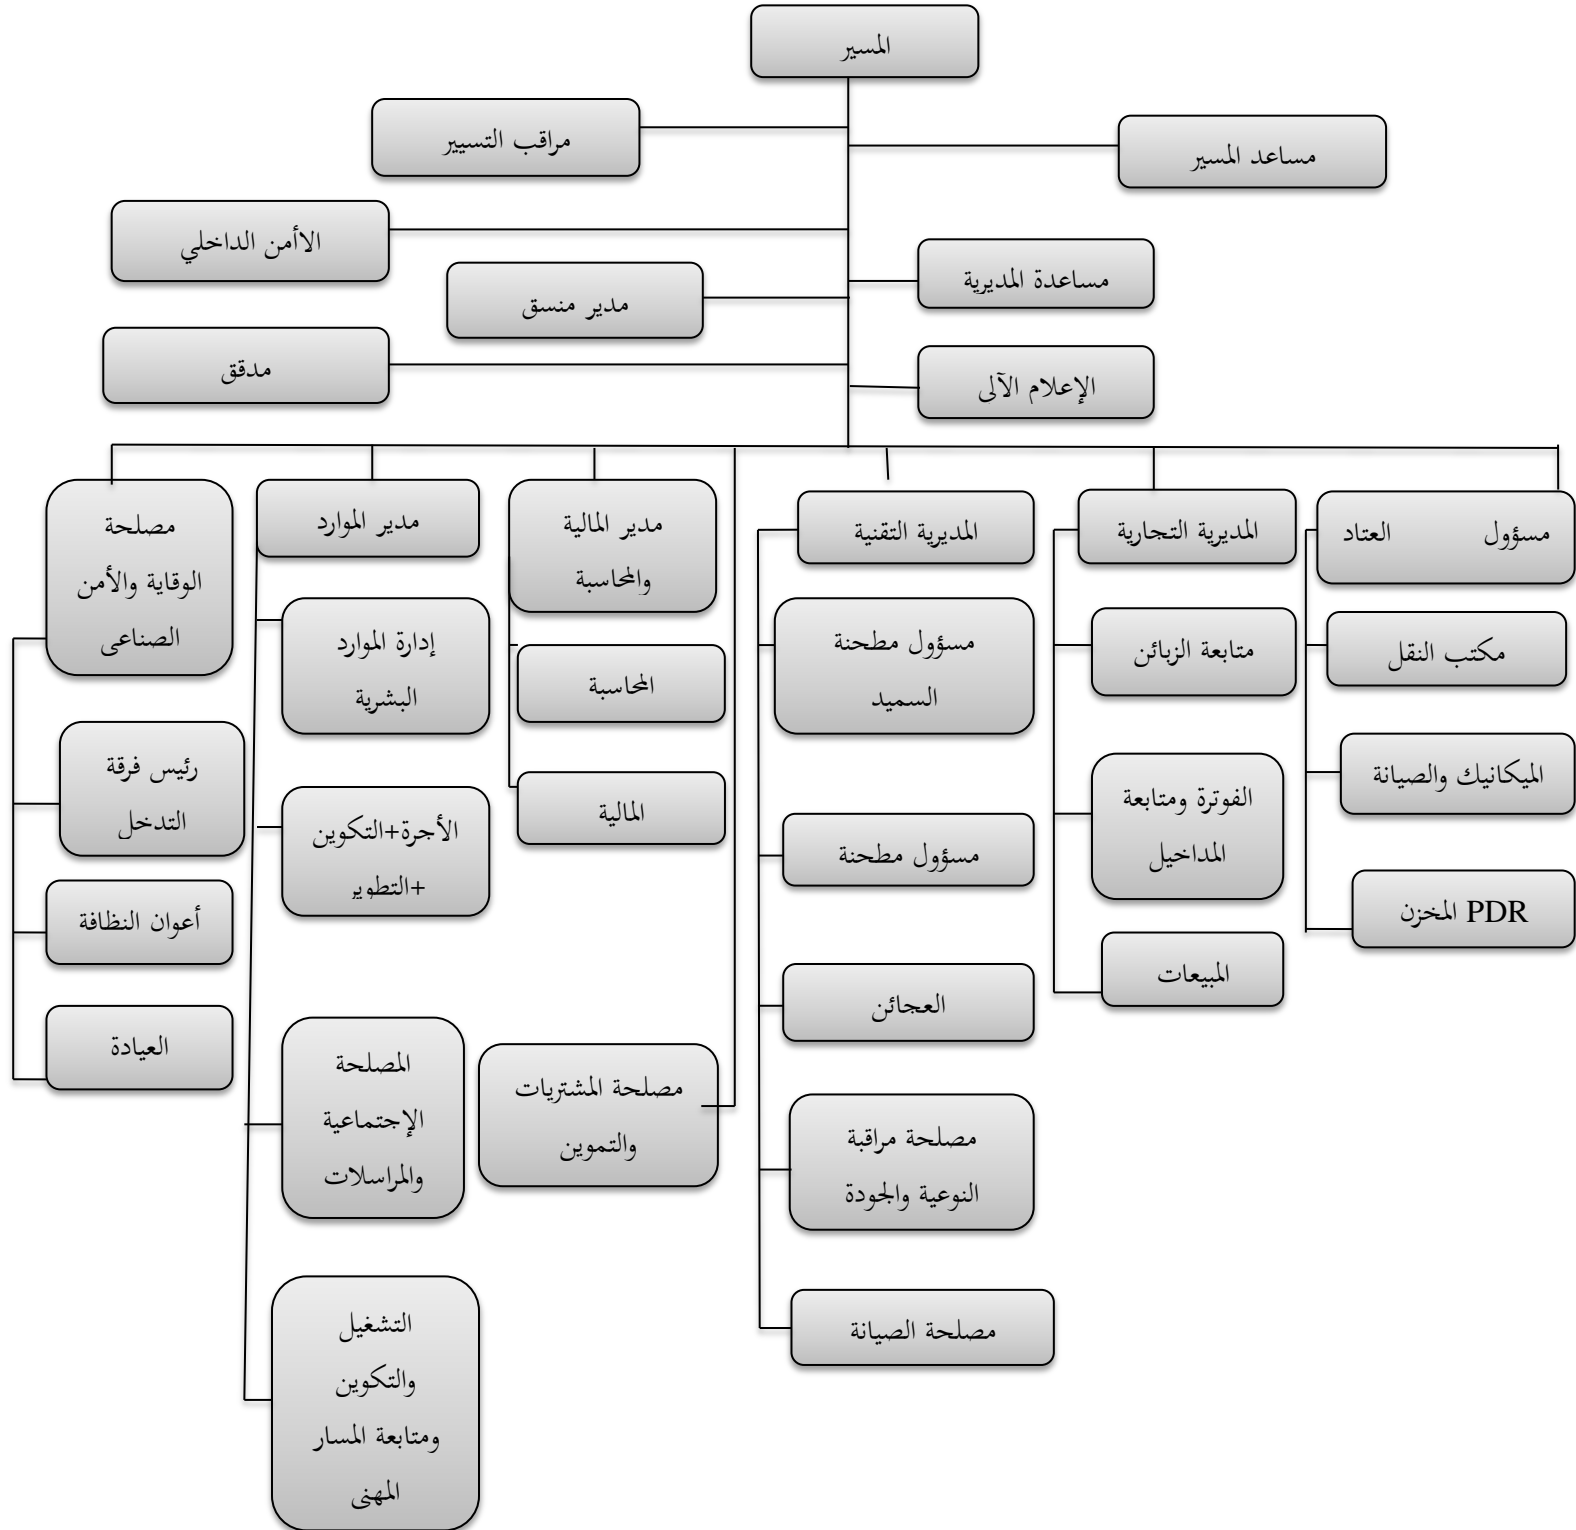 المسير
مراقب التسيير
مساعد المسير
الاأمن الداخلي
مساعدة المديرية
مدير منسق
مدقق
الإعلام الآلى
مسؤول العتاد
مكتب النقل
الميكانيك والصيانة
المخزن PDR
المديرية التجارية
متابعة الزبائن
الفوترة ومتابعة
المداخيل
المبيعات
المديرية التقنية
مسؤول مطحنة
السميد
مسؤول مطحنة
العجائن
مصلحة مراقبة
النوعية والجودة
مصلحة الصيانة
مصلحة المشتريات
والتموين
مدير المالية
والمحاسبة
المحاسبة
المالية
مدير الموارد
إدارة الموارد
البشرية
الأجرة+التكوين
+التطوير
المصلحة
الإجتماعية
والمراسلات
التشغيل
والتكوين
ومتابعة المسار
المهنى
مصلحة
الوقاية والأمن
الصناعى
رئيس فرقة
التدخل
أعوان النظافة
العيادة